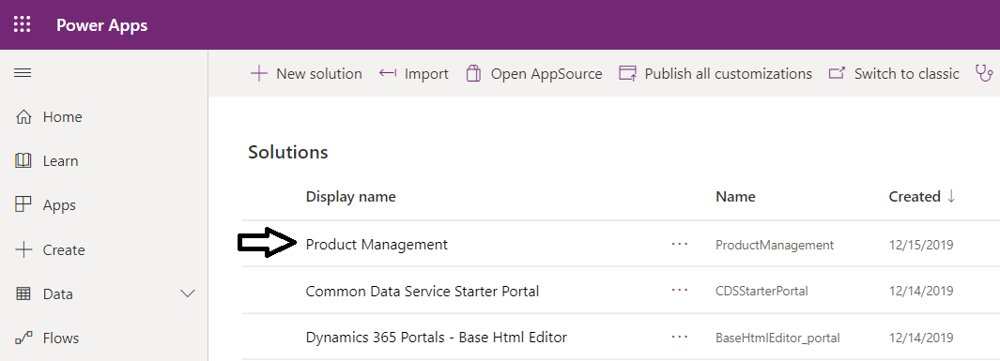 Power Apps
New solution Import Open AppSource Publish all customizations Switch to classic
Home
Learn
Apps
Create
Data
Flows
Solutions
Display name Name Created
Product Management ... ProductManagement 12/15/2019
Common Data Service Starter Portal ... CDSStarterPortal 12/14/2019
Dynamics 365 Portals - Base Html Editor ... BaseHtmlEditor_portal 12/14/2019